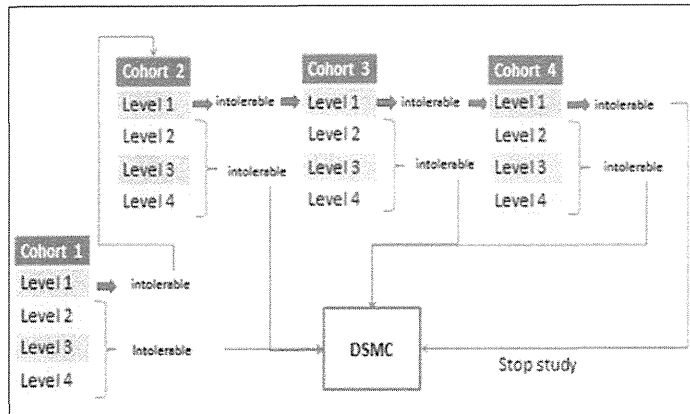 Cohort 2
Level 1
intolerable
Level 2
Level 3
Level 4
intolerable
Cohort 3
Level 1
intolerable
Level 2
Level 3
Level 4
intolerable
Cohort 4
Level 1
intolerable
Level 2
Level 3
Level 4
intolerable
Cohort 1
Level 1
intolerable
Level 2
Level 3
Level 4
Intolerable
DSMC
Stop study